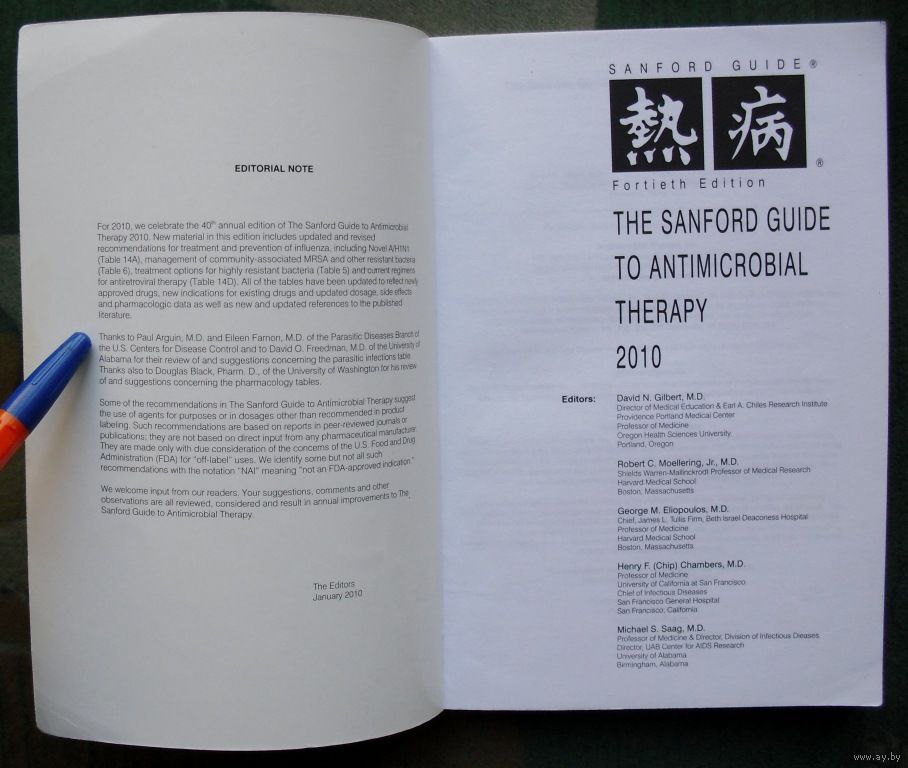 EDITORIAL NOTE
For 2010, we celebrate the 40th annual edition of The Sanford Guide to Antimicrobial
Therapy 2010. New material in this edition includes updated and revised
recommendations for treatment and prevention of influenza, including Novel A/H1N1
(Table 14A), management of community-associated MRSA and other resistant bacteria
(Table 6), treatment options for highly resistant bacteria (Table 5) and current regimens
for antiretroviral therapy (Table 14D). All of the tables have been updated to reflect newly
approved drugs, new indications for existing drugs and updated dosage, side effects
and pharmacologic data as well as new and updated references to the published
literature.
Thanks to Paul Arguin, M.D. and Eileen Farnon, M.D. of the Parasitic Diseases Branch of
the U.S. Centers for Disease Control and to David O. Freedman, M.D. of the University of
Alabama for their review of and suggestions concerning the parasitic infections table
Thanks also to Douglas Black, Pharm. D., of the University of Washington for his review
of and suggestions concerning the pharmacology tables.
Some of the recommendations in The Sanford Guide to Antimicrobial Therapy suggest
the use of agents for purposes or in dosages other than recommended in product
labeling. Such recommendations are based on reports in peer-reviewed journals or
publications; they are not based on direct input from any pharmaceutical manufacturer.
They are made only with due consideration of the concerns of the U.S. Food and Drug
Administration (FDA) for "off-label" uses. We identify some but not all such
recommendations with the notation "NAI" meaning "not an FDA-approved indication."
We welcome input from our readers. Your suggestions, comments and other
observations are all reviewed, considered and result in annual improvements to The
Sanford Guide to Antimicrobial Therapy.
The Editors
January 2010
SANFORD GUIDE®
熱病®
Fortieth Edition
THE SANFORD GUIDE
TO ANTIMICROBIAL
THERAPY
2010
Editors: David N. Gilbert, M.D.
Director of Medical Education & Earl A. Chiles Research Institute
Providence Portland Medical Center
Professor of Medicine
Oregon Health Sciences University
Portland, Oregon
Robert C. Moellering, Jr., M.D.
Shields Warren-Mallinckrodt Professor of Medical Research
Harvard Medical School
Boston, Massachusetts
George M. Eliopoulos, M.D.
Chief, James L. Tullis Firm, Beth Israel Deaconess Hospital
Professor of Medicine
Harvard Medical School
Boston, Massachusetts
Henry F. (Chip) Chambers, M.D.
Professor of Medicine
University of California at San Francisco
Chief of Infectious Diseases
San Francisco General Hospital
San Francisco, California
Michael S. Saag, M.D.
Professor of Medicine & Director, Division of Infectious Dieases
Director, UAB Center for AIDS Research
University of Alabama
Birmingham, Alabama
www.ay.by